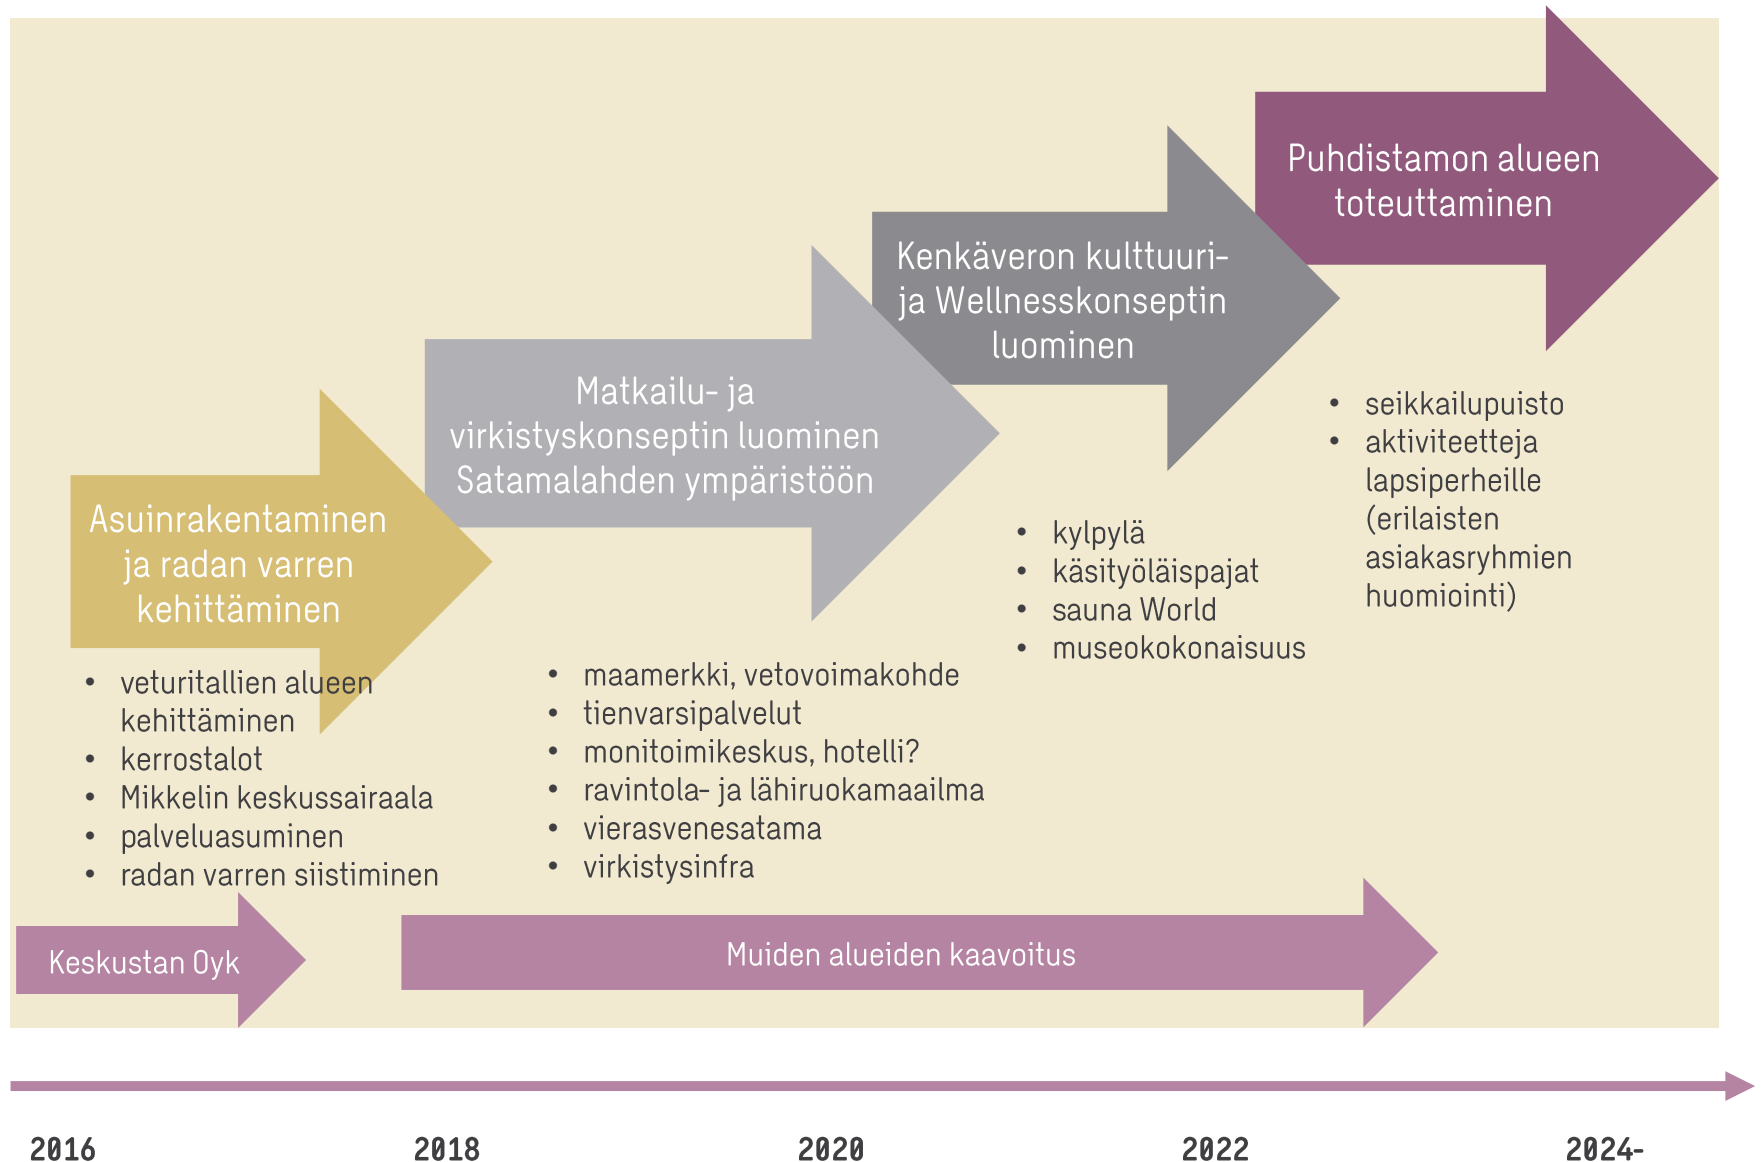 Puhdistamon alueen
toteuttaminen
Kenkäveron kulttuuri-
ja Wellnesskonseptin
luominen
Matkailu- ja
virkistyskonseptin luominen
Satamalahden ympäristöön
Asuinrakentaminen
ja radan varren
kehittäminen
• veturitallien alueen
kehittäminen
• kerrostalot
• Mikkelin keskussairaala
• palveluasuminen
• radan varren siistiminen
• maamerkki, vetovoimakohde
• tienvarsipalvelut
• monitoimikeskus, hotelli?
• ravintola- ja lähiruokamaailma
• vierasvenesatama
• virkistysinfra
• kylpylä
• käsityöläispajat
• sauna World
• museokokonaisuus
• seikkailupuisto
• aktiviteetteja
lapsiperheille
(erilaisten
asiakasryhmien
huomiointi)
Keskustan Oyk
Muiden alueiden kaavoitus
2016 2018 2020 2022 2024-